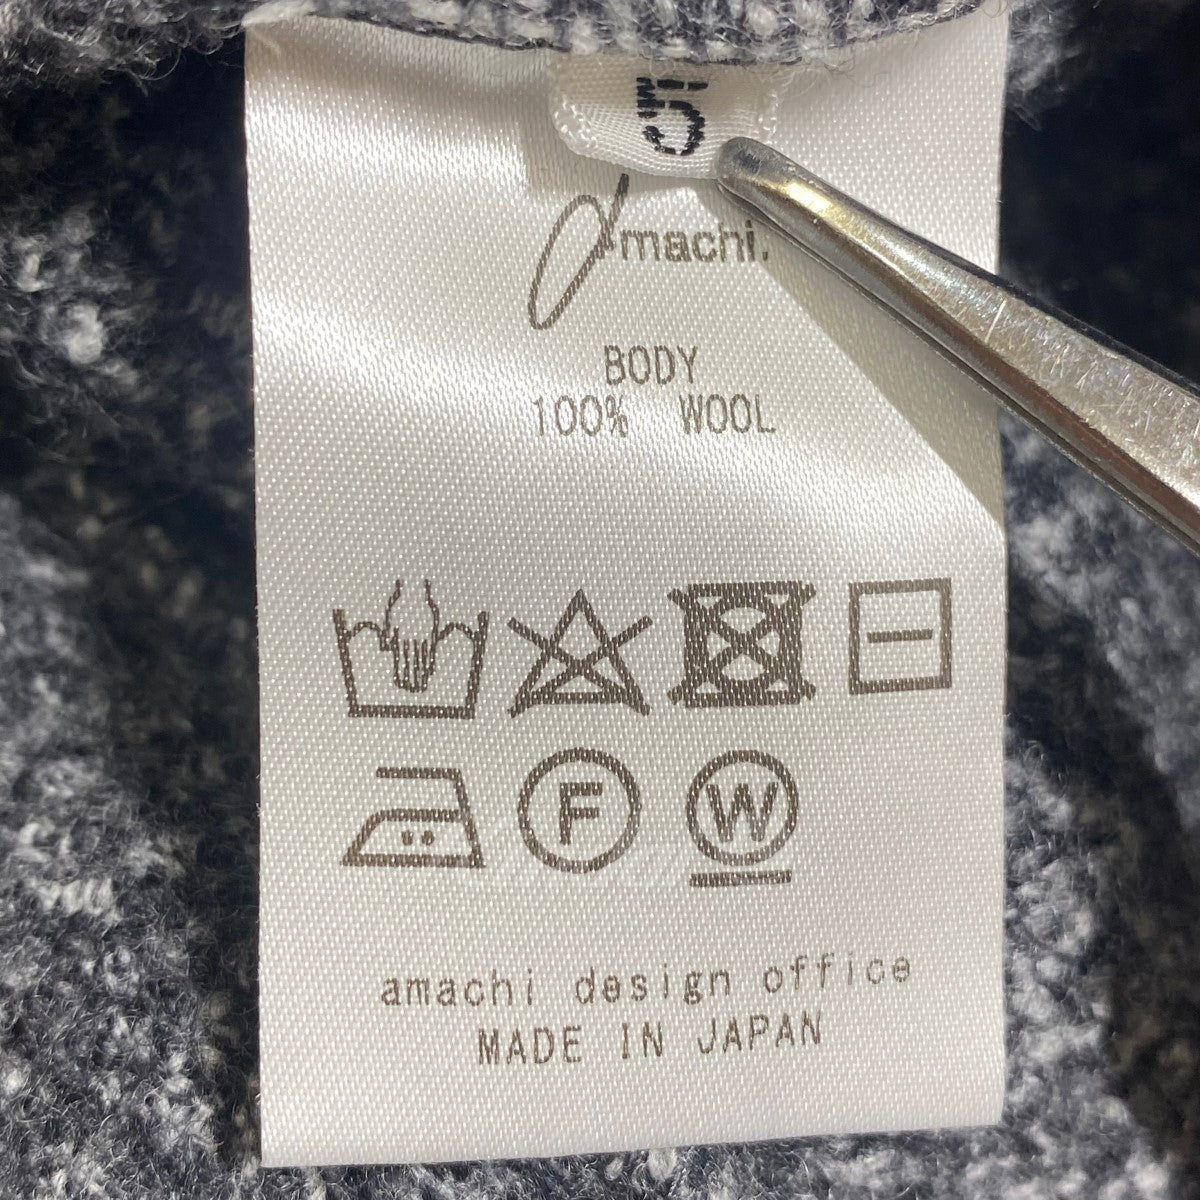 5
amachi.
BODY
100% WOOL
F
W
amachi design office
MADE IN JAPAN